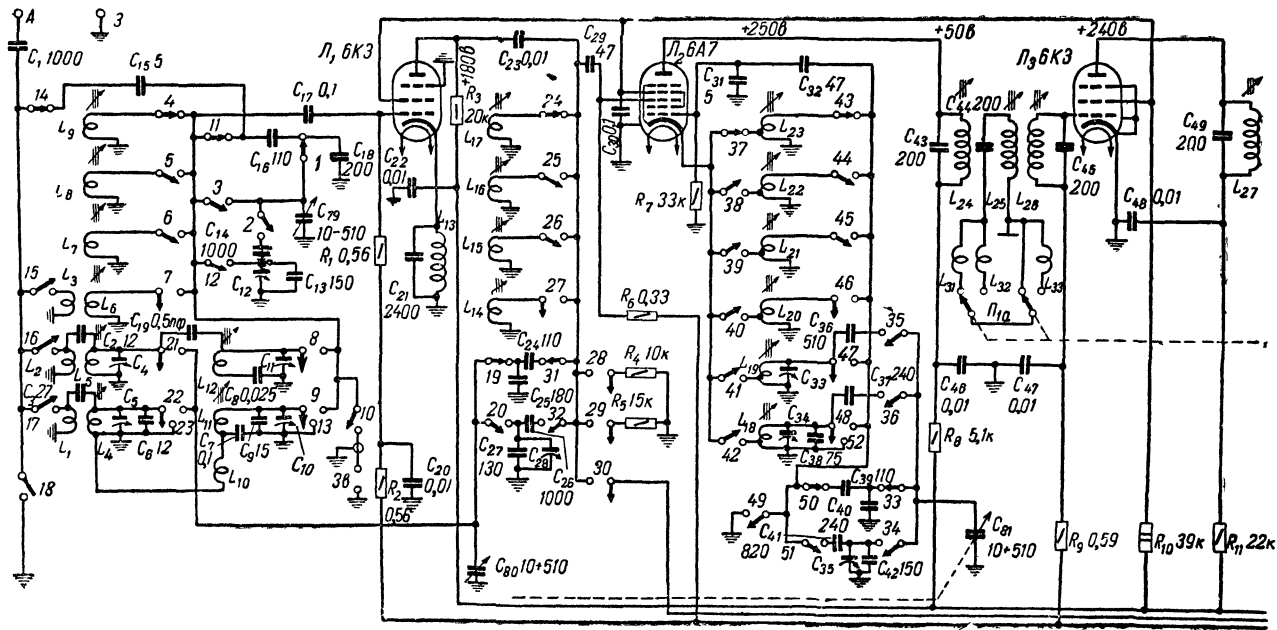 А
З
C₁ 1000
C₁₅ 5
14
L₉
4
11
C₁₇ 0,1
C₁₆ 110
1
C₁₈
200
L₈
5
3
2
C₇₉
10-510
L₇
6
C₁₄
1000
12
C₁₂
C₁₃ 150
R₁ 0,56
15
L₃
L₆
7
C₁₉ 0,5пф
16
L₂
C₂ 12
C₄
21
L₁₂
C₁₁
8
C₈ 0,025
17
L₁
L₄
C₅
C₆ 12
22
23
L₁₁
C₇
0,1
C₉ 15
C₁₀
9
13
10
L₁₀
38
18
R₂
0,56
C₂₀
0,01
Л₁ 6К3
+180в
R₃
20к
C₂₂
0,01
L₁₃
C₂₁
2400
C₂₃ 0,01
24
L₁₇
25
L₁₆
26
L₁₅
27
L₁₄
C₂₄ 110
19
31
28
R₄ 10к
C₂₅ 180
20
32
29
R₅ 15к
C₂₇
130
C₂₈
C₂₆
1000
30
C₈₀ 10÷510
C₂₉
47
Л₂ 6А7
+250в
C₃₀ 0,1
C₃₁
5
C₃₂ 47
R₇ 33к
R₆ 0,33
37
L₂₃
43
38
L₂₂
44
39
L₂₁
45
40
L₂₀
46
C₃₆
510
35
41
L₁₉
C₃₃
47
C₃₇ 240
36
42
L₁₈
C₃₄
48
C₃₈ 75
52
C₃₉ 110
49
50
33
C₄₀
240
C₄₁
820
51
34
C₃₅
C₄₂ 150
C₈₁
10÷510
+50в
C₄₃
200
C₄₄ 200
L₂₄
L₂₅
L₂₆
C₄₅
200
L₃₁
L₃₂
L₃₃
П₁а
C₄₆
0,01
C₄₇
0,01
R₈ 5,1к
R₉ 0,59
Л₃ 6К3
+240в
C₄₈ 0,01
C₄₉
200
L₂₇
R₁₀ 39к
R₁₁ 22к